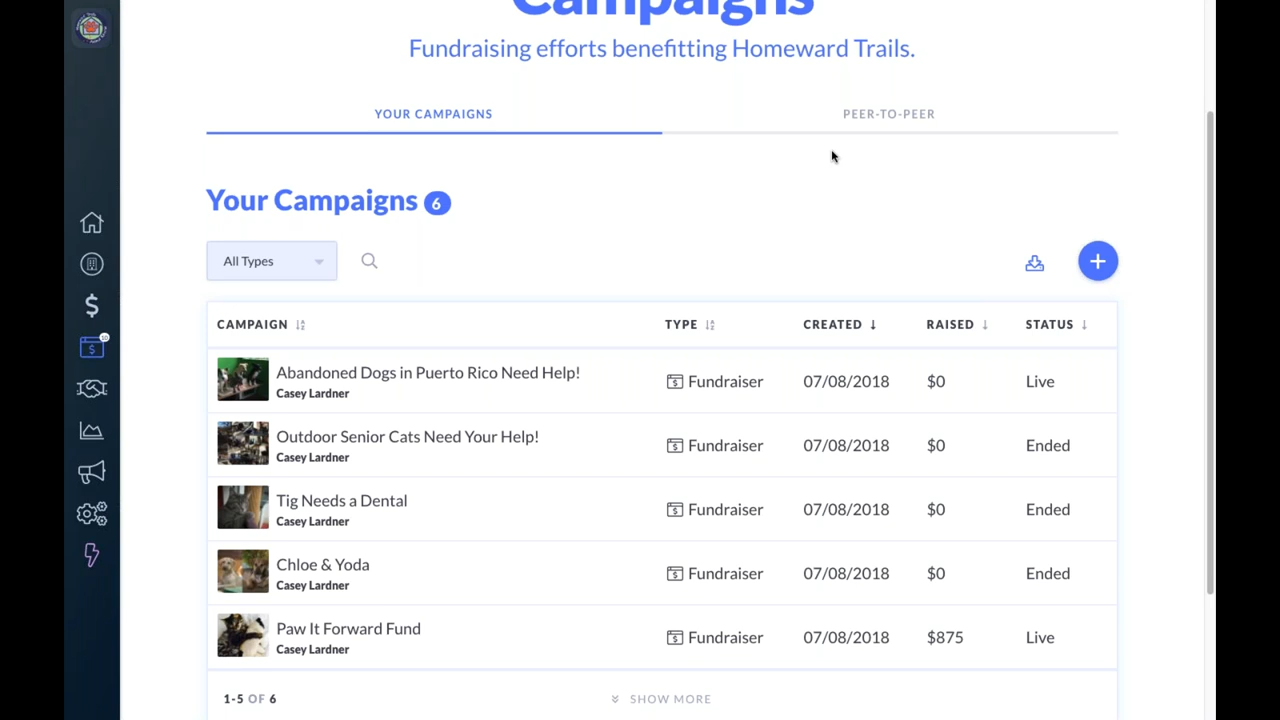 Campaigns
Fundraising efforts benefitting Homeward Trails.
YOUR CAMPAIGNS PEER-TO-PEER
Your Campaigns 6
All Types
CAMPAIGN TYPE CREATED RAISED STATUS
Abandoned Dogs in Puerto Rico Need Help!
Casey Lardner
Fundraiser 07/08/2018 $0 Live
Outdoor Senior Cats Need Your Help!
Casey Lardner
Fundraiser 07/08/2018 $0 Ended
Tig Needs a Dental
Casey Lardner
Fundraiser 07/08/2018 $0 Ended
Chloe & Yoda
Casey Lardner
Fundraiser 07/08/2018 $0 Ended
Paw It Forward Fund
Casey Lardner
Fundraiser 07/08/2018 $875 Live
1-5 OF 6 SHOW MORE